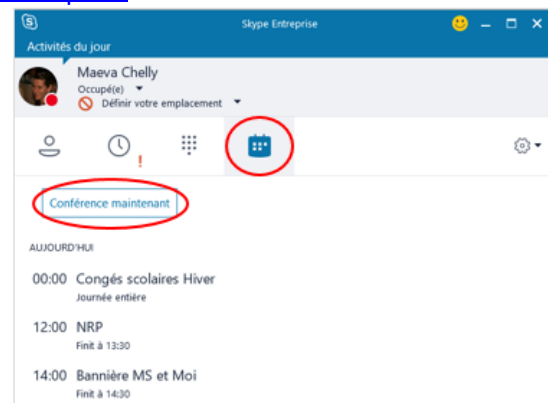 Skype Entreprise
Activités du jour
Maeva Chelly
Occupé(e)
Définir votre emplacement
!
Conférence maintenant
AUJOURD'HUI
00:00 Congés scolaires Hiver
Journée entière
12:00 NRP
Finit à 13:30
14:00 Bannière MS et Moi
Finit à 14:30